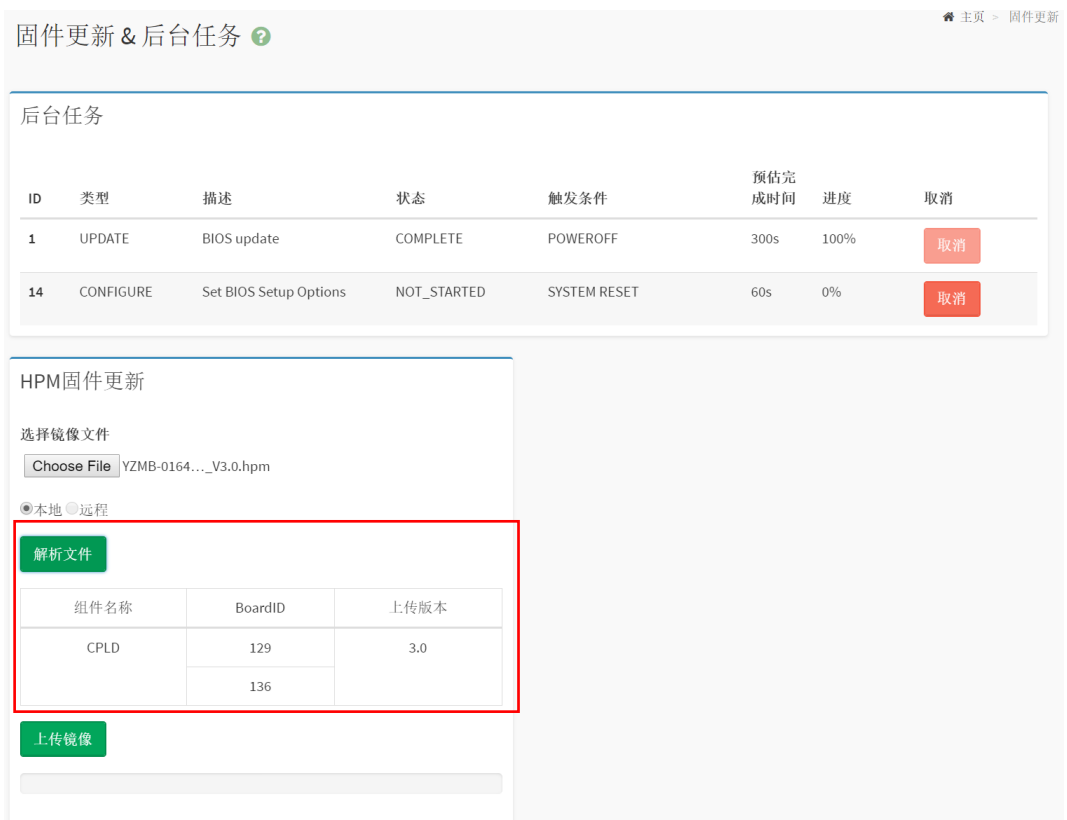 主页 > 固件更新
固件更新 & 后台任务 ?
后台任务
ID 类型 描述 状态 触发条件 预估完成时间 进度 取消
1 UPDATE BIOS update COMPLETE POWEROFF 300s 100% 取消
14 CONFIGURE Set BIOS Setup Options NOT_STARTED SYSTEM RESET 60s 0% 取消
HPM固件更新
选择镜像文件
Choose File YZMB-0164…_V3.0.hpm
本地 远程
解析文件
组件名称 BoardID 上传版本
CPLD 129 3.0
136
上传镜像